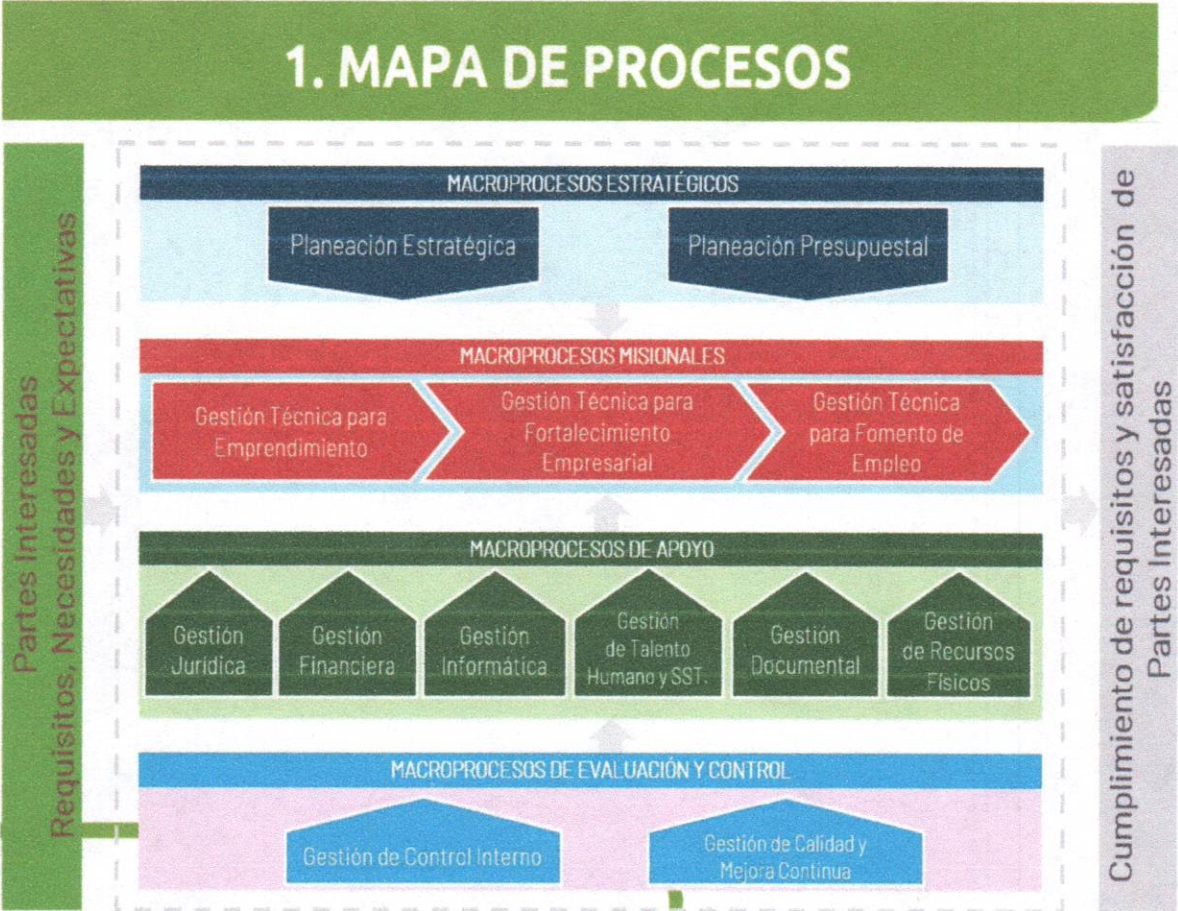 1. MAPA DE PROCESOS
Partes Interesadas
Requisitos, Necesidades y Expectativas
MACROPROCESOS ESTRATÉGICOS
Planeación Estratégica
Planeación Presupuestal
MACROPROCESOS MISIONALES
Gestión Técnica para
Emprendimiento
Gestión Técnica para
Fortalecimiento
Empresarial
Gestión Técnica
para Fomento de
Empleo
MACROPROCESOS DE APOYO
Gestión
Jurídica
Gestión
Financiera
Gestión
Informática
Gestión
de Talento
Humano y SST.
Gestión
Documental
Gestión
de Recursos
Físicos
MACROPROCESOS DE EVALUACIÓN Y CONTROL
Gestión de Control Interno
Gestión de Calidad y
Mejora Continua
Cumplimiento de requisitos y satisfacción de
Partes Interesadas